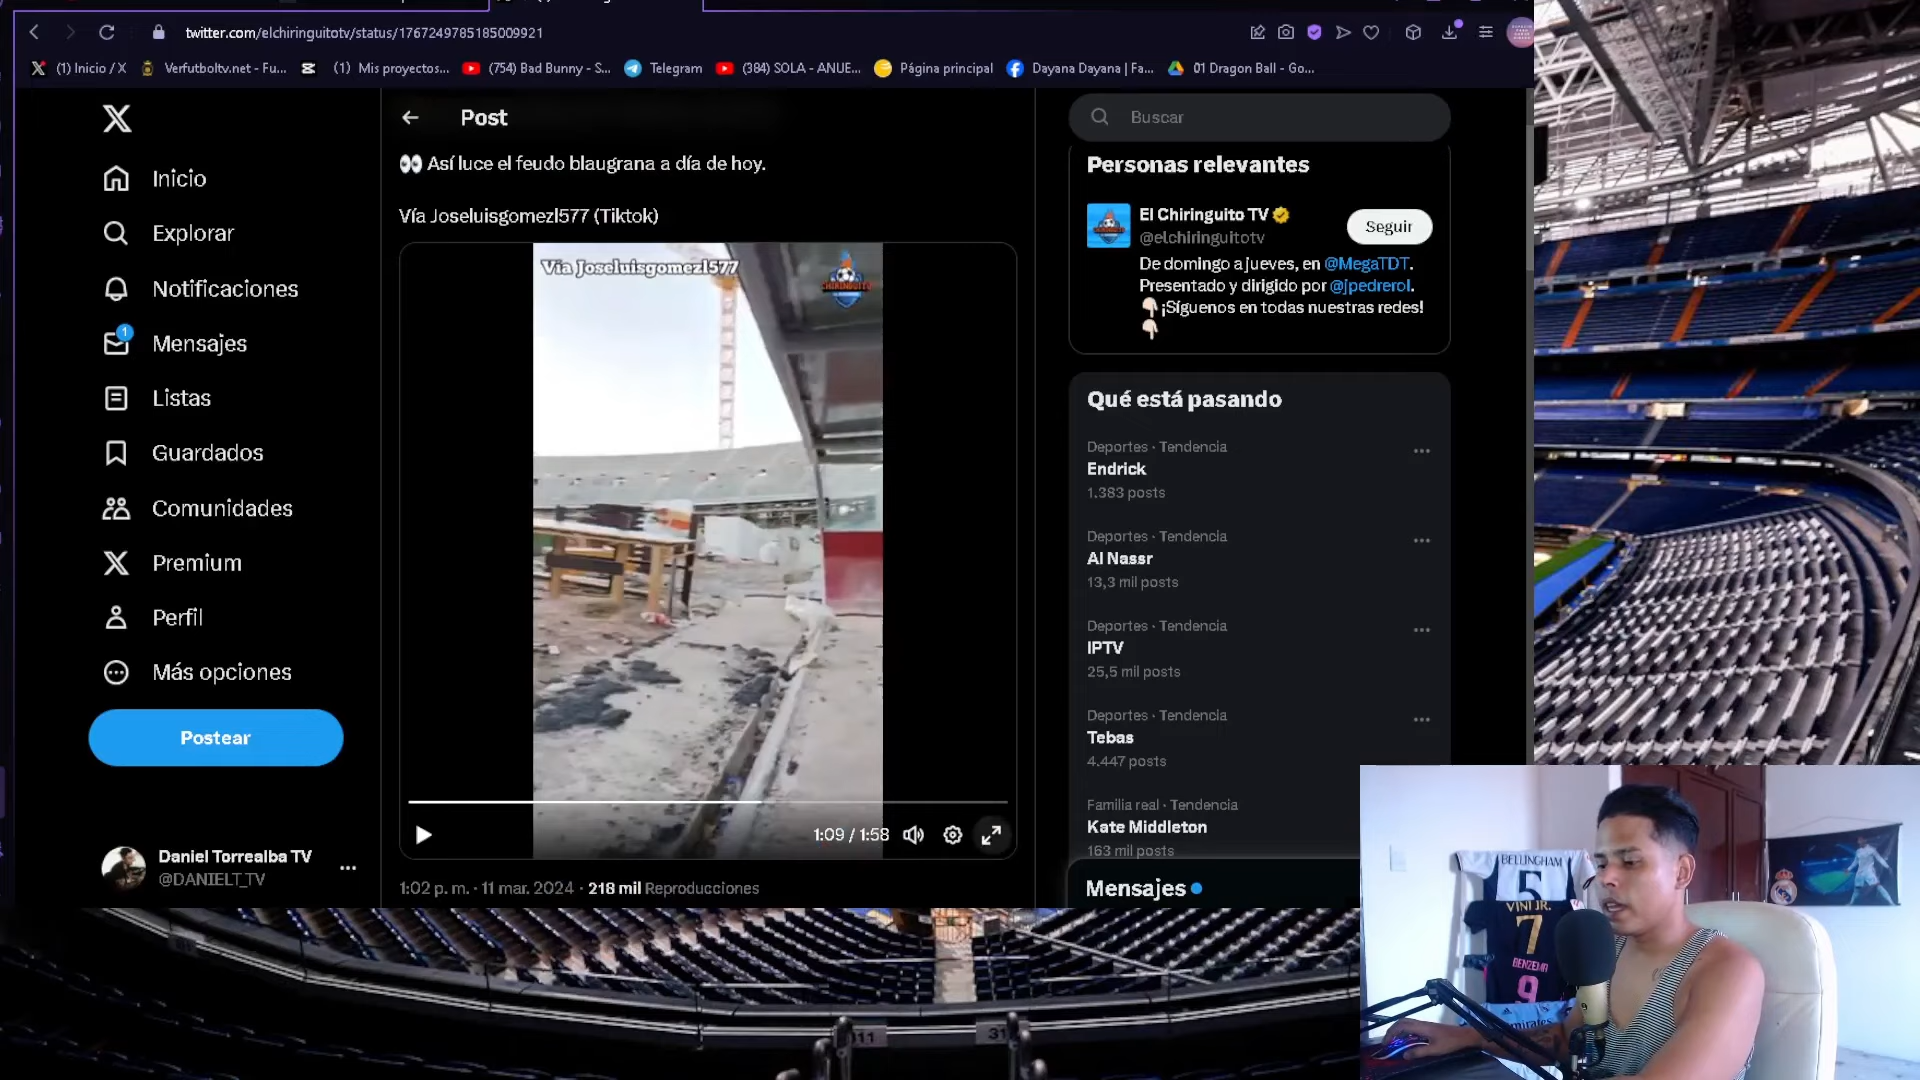 twitter.com/elchiringuitotv/status/1767249785185009921
(1) Inicio / X
Verfutboltv.net - Fu...
(1) Mis proyectos...
(754) Bad Bunny - S...
Telegram
(384) SOLA - ANUE...
Página principal
Dayana Dayana | Fa...
01 Dragon Ball - Go...
Inicio
Explorar
Notificaciones
1
Mensajes
Listas
Guardados
Comunidades
Premium
Perfil
Más opciones
Postear
Daniel Torrealba TV
@DANIELT_TV
Post
👀 Así luce el feudo blaugrana a día de hoy.
Vía Joseluisgomezl577 (Tiktok)
Vía Joseluisgomezl577
CHIRINGUITO
1:09 / 1:58
1:02 p. m. · 11 mar. 2024 · 218 mil Reproducciones
Buscar
Personas relevantes
El Chiringuito TV
@elchiringuitotv
Seguir
De domingo a jueves, en @MegaTDT.
Presentado y dirigido por @jpedrerol.
👇🏻¡Síguenos en todas nuestras redes!
👇🏻
Qué está pasando
Deportes · Tendencia
Endrick
1.383 posts
Deportes · Tendencia
Al Nassr
13,3 mil posts
Deportes · Tendencia
IPTV
25,5 mil posts
Deportes · Tendencia
Tebas
4.447 posts
Familia real · Tendencia
Kate Middleton
163 mil posts
Mensajes
BELLINGHAM
5
VINI JR.
7
BENZEMA
9
311